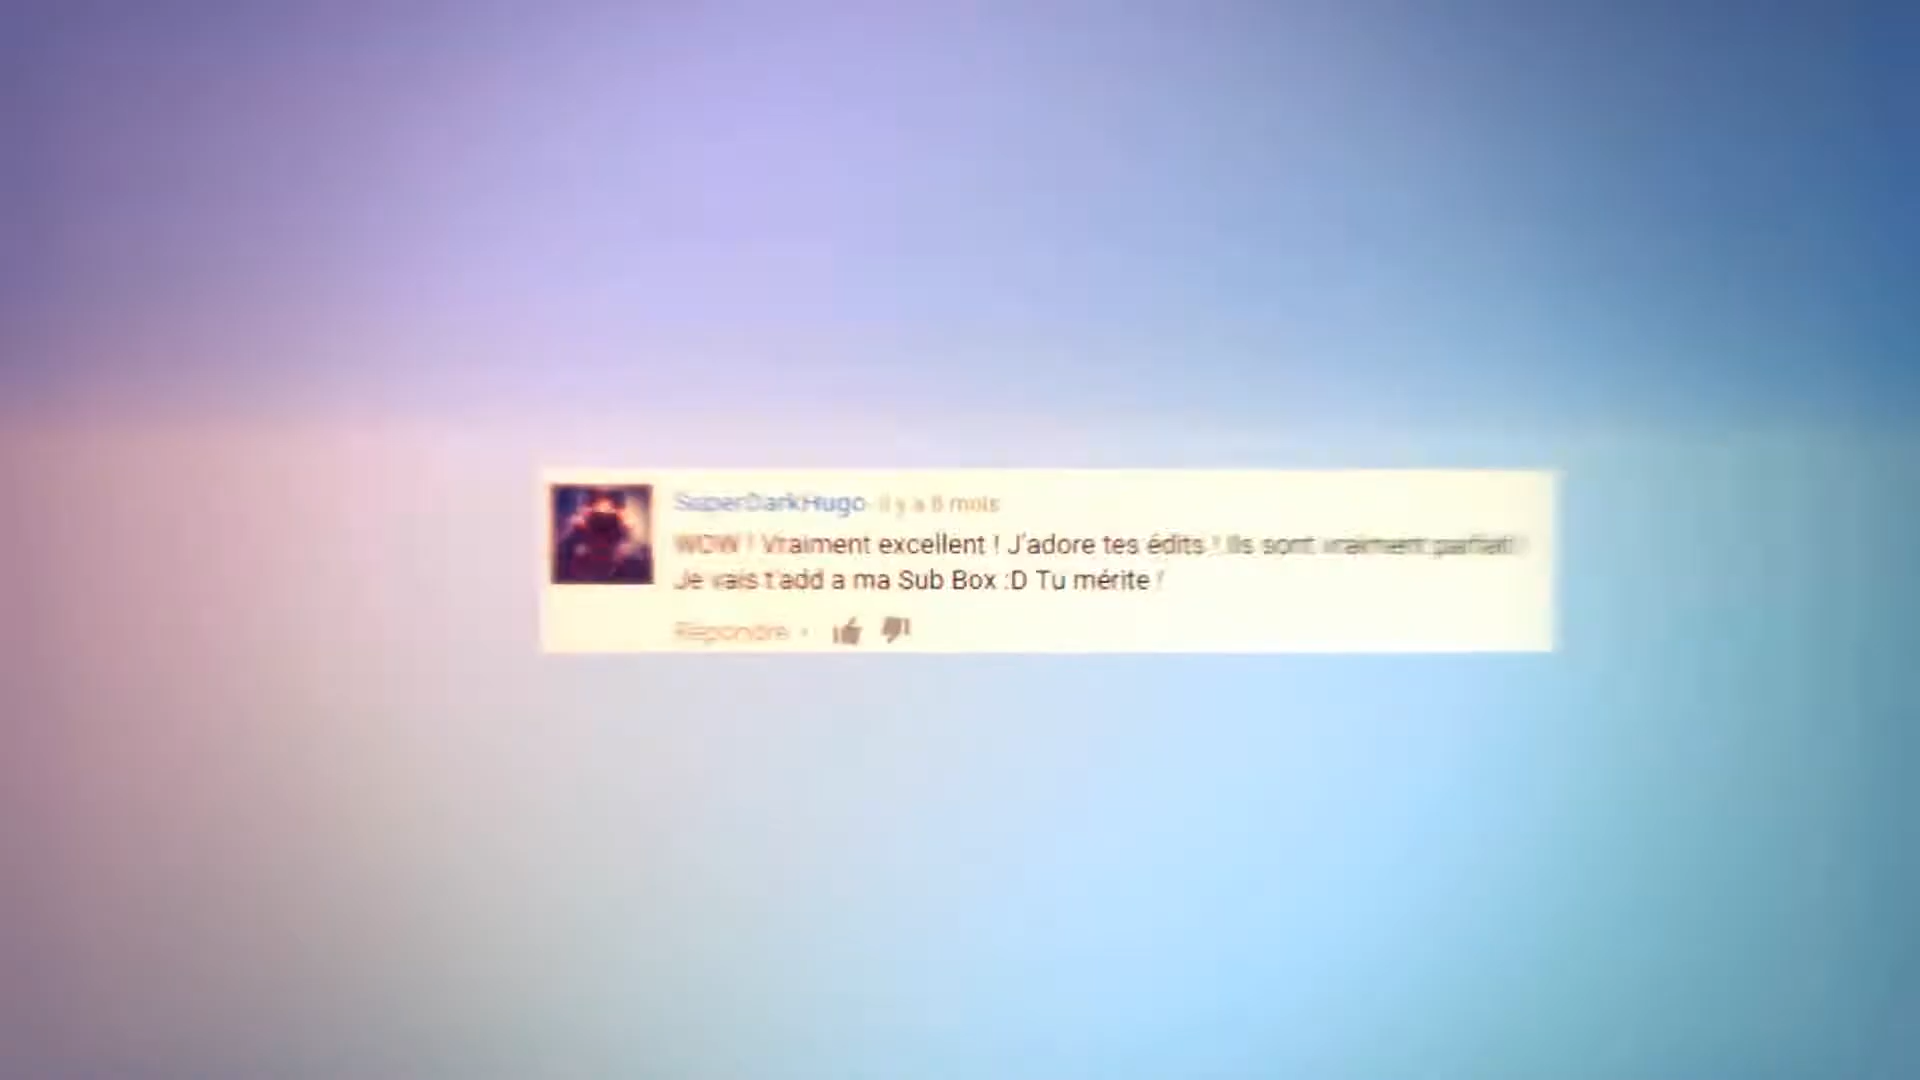 SuperDarkHugo il y a 8 mois
WOW ! Vraiment excellent ! J'adore tes édits ! Ils sont vraiment parfait !
Je vais t'add a ma Sub Box :D Tu mérite !
Répondre •